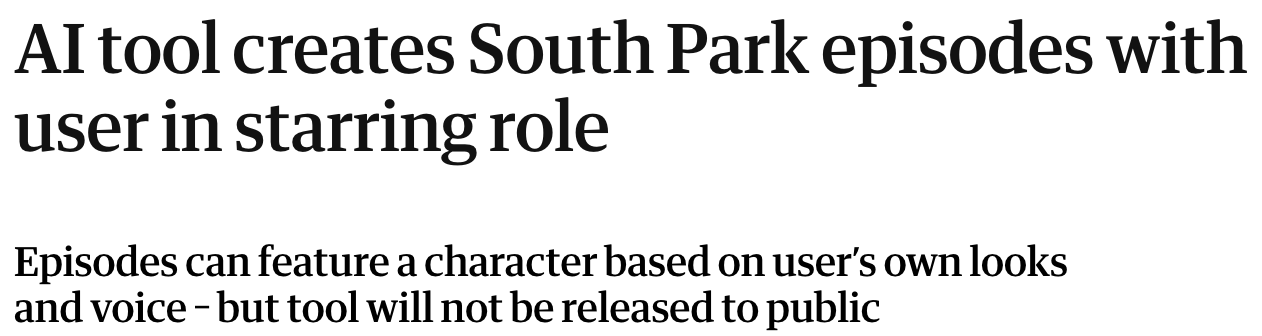 AI tool creates South Park episodes with
user in starring role
Episodes can feature a character based on user’s own looks
and voice – but tool will not be released to public